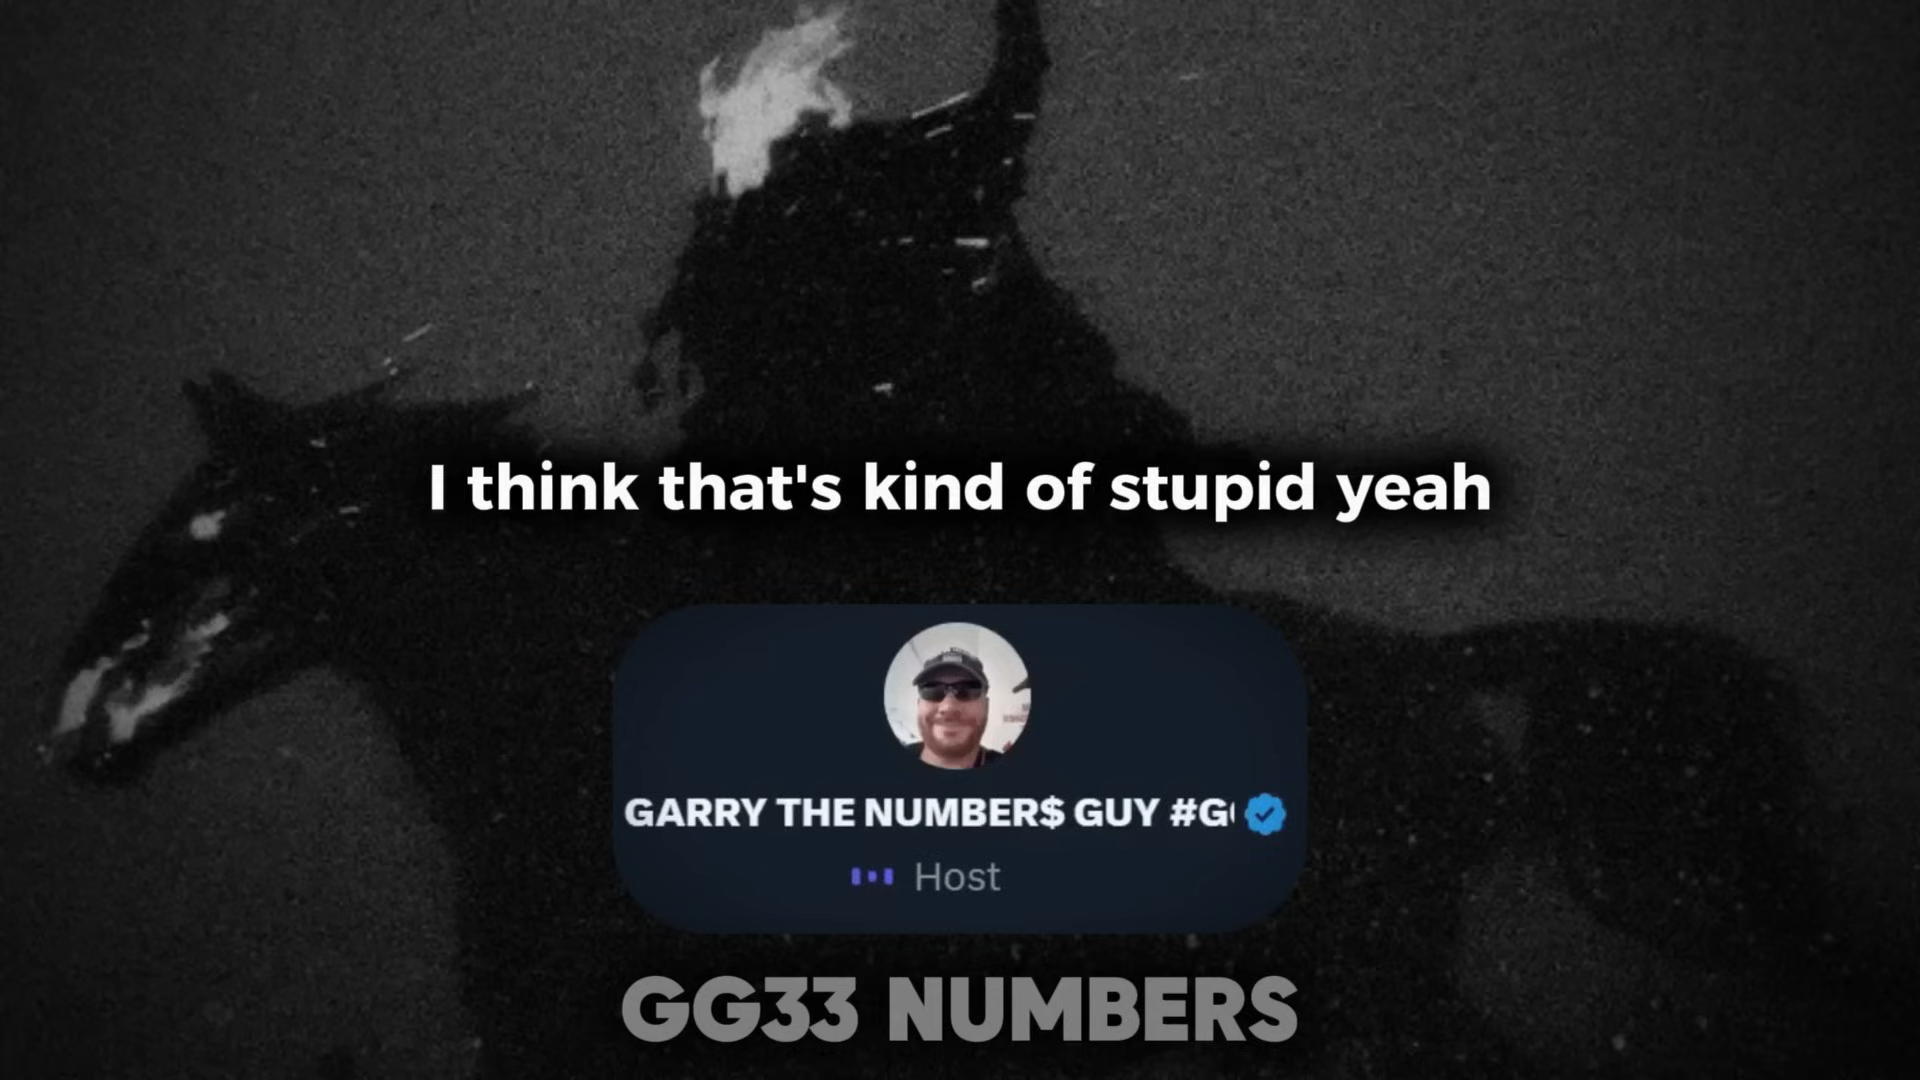 I think that's kind of stupid yeah
GARRY THE NUMBER$ GUY #G
Host
GG33 NUMBERS